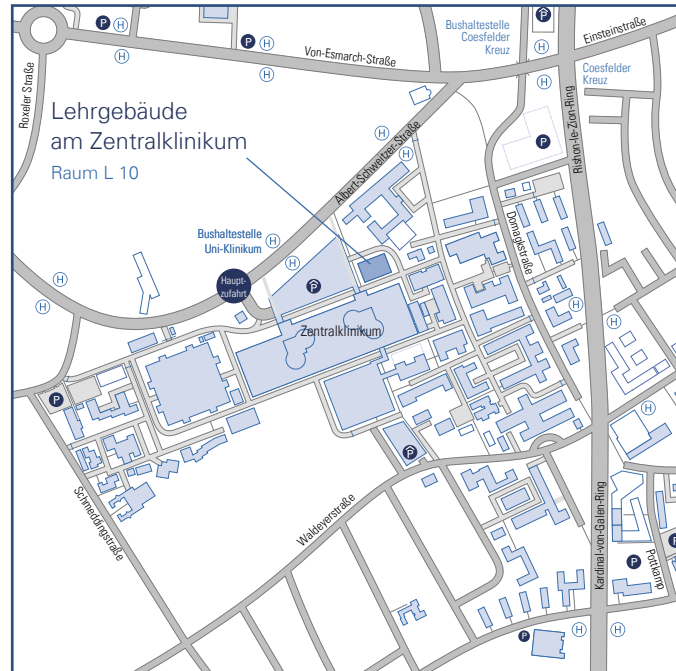 P
H
P
H
P
H
H
Von-Esmarch-Straße
Bushaltestelle
Coesfelder
Kreuz
H
Einsteinstraße
Coesfelder
Kreuz
Roxeler Straße
Lehrgebäude
am Zentralklinikum
Raum L 10
Albert-Schweitzer-Straße
H
H
P
Rishon-le-Zion-Ring
Domagkstraße
Bushaltestelle
Uni-Klinikum
H
H
H
H
Haupt-
zufahrt
P
H
H
Zentralklinikum
P
H
P
Schmeddingstraße
Waldeyerstraße
Kardinal-von-Galen-Ring
Pottkamp
P
P
P
H
H